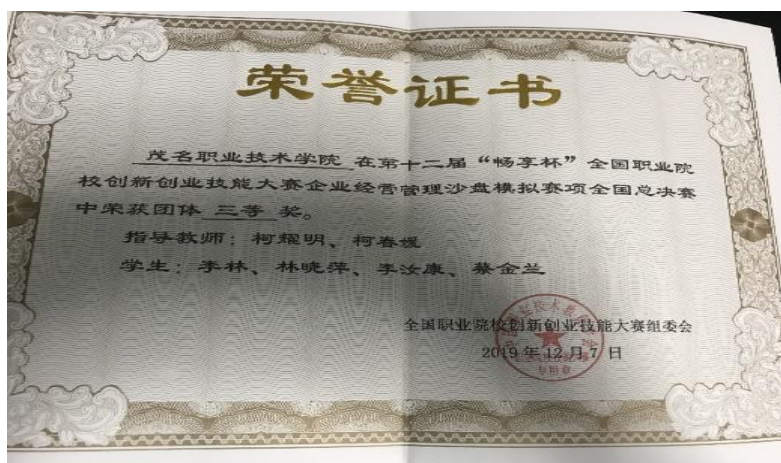 荣誉证书
茂名职业技术学院 在第十二届“畅享杯”全国职业院
校创新创业技能大赛企业经营管理沙盘模拟赛项全国总决赛
中荣获团体 三等 奖。
指导教师：柯耀明、柯春媛
学生：李林、林晓萍、李汝康、蔡金兰
全国职业院校创新创业技能大赛组委会
2019年12月7日
专用章